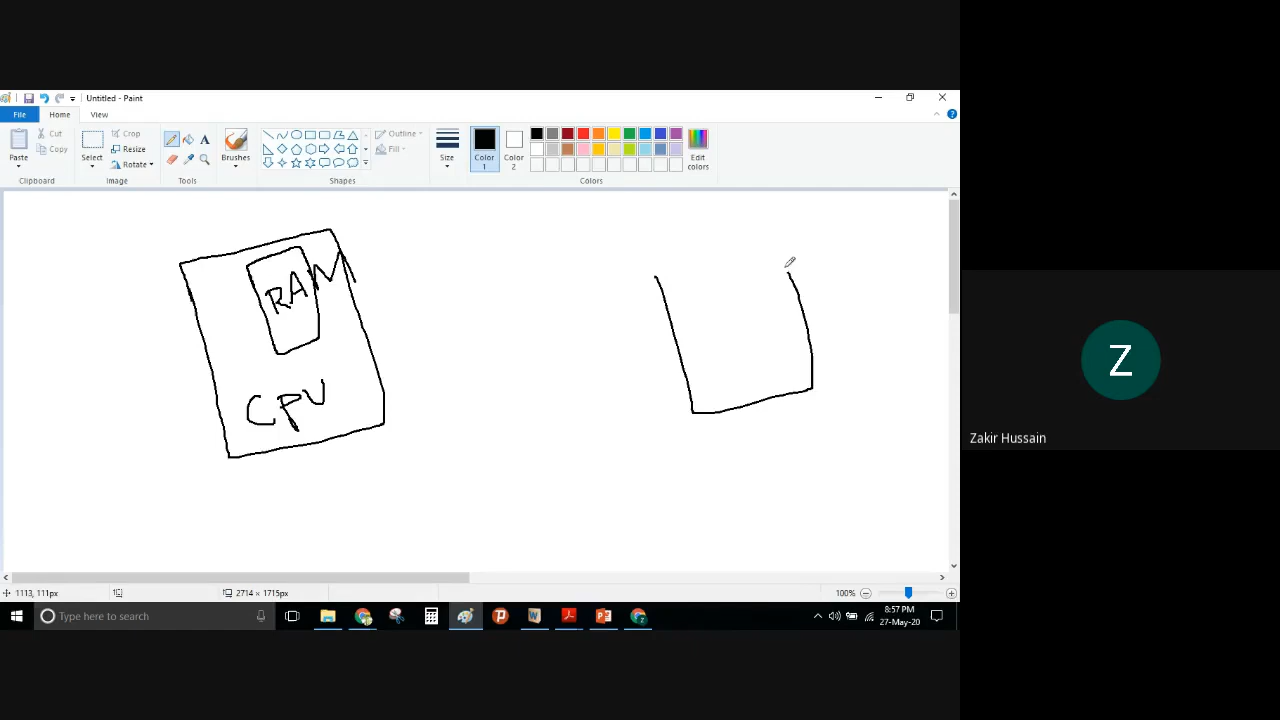 Untitled - Paint
File Home View
Cut
Copy
Paste
Clipboard
Crop
Resize
Rotate
Select
Image
Tools
Brushes
Outline
Fill
Shapes
Size
Color 1
Color 2
Edit colors
Colors
RAM
CPU
Z
Zakir Hussain
1113, 111px
2714 × 1715px
100%
Type here to search
8:57 PM
27-May-20